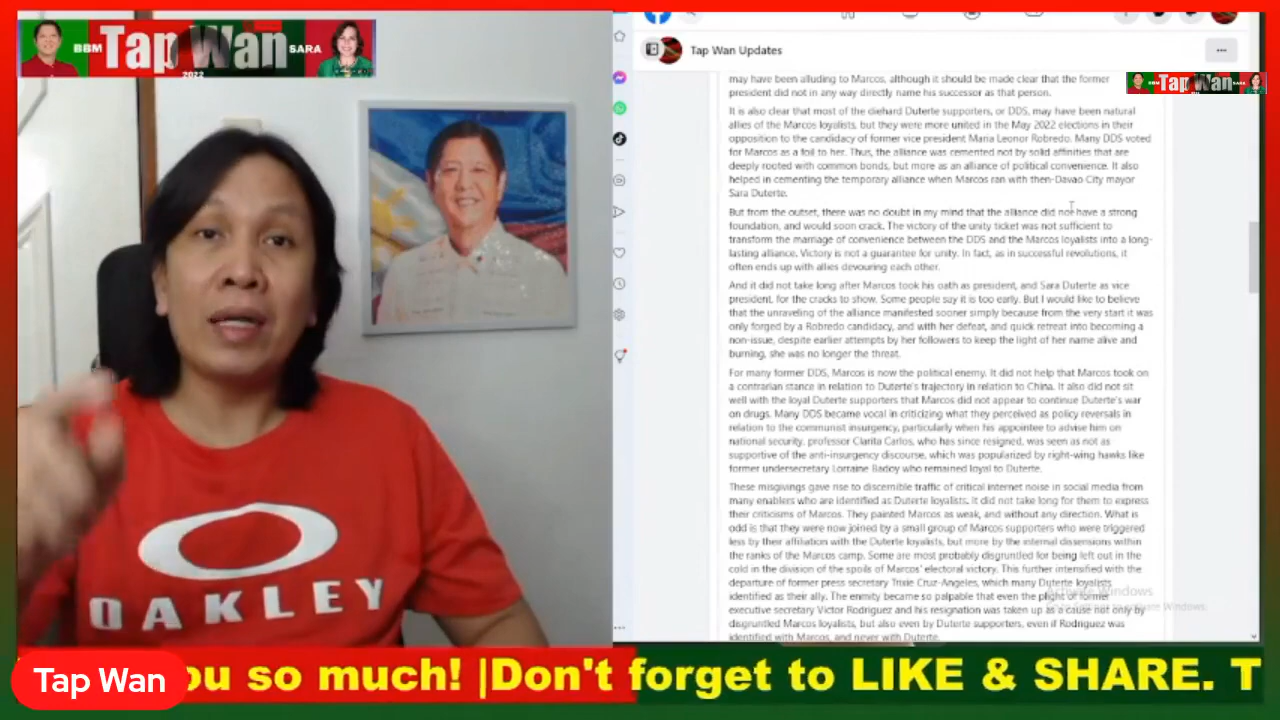 BBM Tap Wan SARA
2022
Tap Wan Updates
BBM Tap Wan SARA
may have been alluding to Marcos, although it should be made clear that the former
president did not in any way directly name his successor as that person.
It is also clear that most of the diehard Duterte supporters, or DDS, may have been natural
allies of the Marcos loyalists, but they were more united in the May 2022 elections in their
opposition to the candidacy of former vice president Maria Leonor Robredo. Many DDS voted
for Marcos as a foil to her. Thus, the alliance was cemented not by solid affinities that are
deeply rooted with common bonds, but more as an alliance of political convenience. It also
helped in cementing the temporary alliance when Marcos ran with then-Davao City mayor
Sara Duterte.
But from the outset, there was no doubt in my mind that the alliance did not have a strong
foundation, and would soon crack. The victory of the unity ticket was not sufficient to
transform the marriage of convenience between the DDS and the Marcos loyalists into a long-
lasting alliance. Victory is not a guarantee for unity. In fact, as in successful revolutions, it
often ends up with allies devouring each other.
And it did not take long after Marcos took his oath as president, and Sara Duterte as vice
president, for the cracks to show. Some people say it is too early. But I would like to believe
that the unraveling of the alliance manifested sooner simply because from the very start it was
only forged by a Robredo candidacy, and with her defeat, and quick retreat into becoming a
non-issue, despite earlier attempts by her followers to keep the light of her name alive and
burning, she was no longer the threat.
For many former DDS, Marcos is now the political enemy. It did not help that Marcos took on
a contrarian stance in relation to Duterte's trajectory in relation to China. It also did not sit
well with the loyal Duterte supporters that Marcos did not appear to continue Duterte's war
on drugs. Many DDS became vocal in criticizing what they perceived as policy reversals in
relation to the communist insurgency, particularly when his appointee to advise him on
national security, professor Clarita Carlos, who has since resigned, was seen as not as
supportive of the anti-insurgency discourse, which was popularized by right-wing hawks like
former undersecretary Lorraine Badoy who remained loyal to Duterte.
These misgivings gave rise to discernible traffic of critical internet noise in social media from
many enablers who are identified as Duterte loyalists. It did not take long for them to express
their criticisms of Marcos. They painted Marcos as weak, and without any direction. What is
odd is that they were now joined by a small group of Marcos supporters who were triggered
less by their affiliation with the Duterte loyalists, but more by the internal dissensions within
the ranks of the Marcos camp. Some are most probably disgruntled for being left out in the
cold in the division of the spoils of Marcos' electoral victory. This further intensified with the
departure of former press secretary Trixie Cruz-Angeles, which many Duterte loyalists
identified as their ally. The enmity became so palpable that even the plight of former
executive secretary Victor Rodriguez and his resignation was taken up as a cause not only by
disgruntled Marcos loyalists, but also even by Duterte supporters, even if Rodriguez was
identified with Marcos, and never with Duterte.
Activate Windows
OAKLEY
Tap Wan
ou so much! |Don't forget to LIKE & SHARE. T